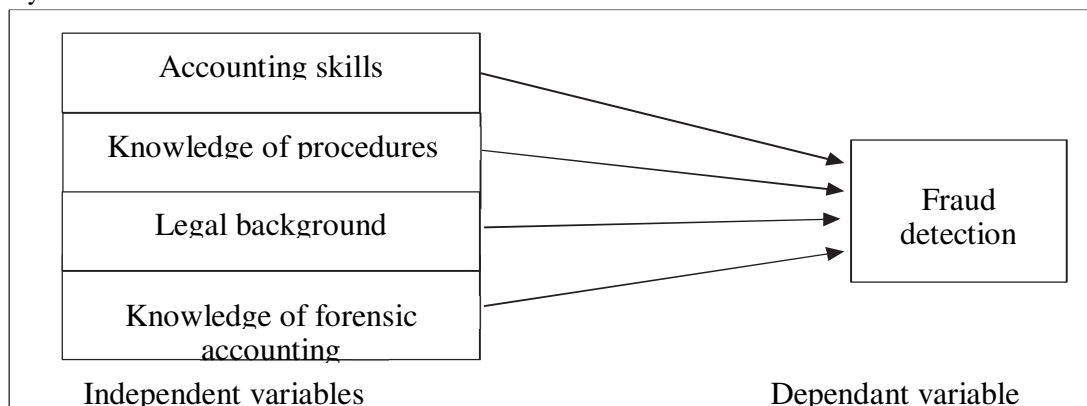 Accounting skills
Knowledge of procedures
Legal background
Knowledge of forensic
accounting
Fraud
detection
Independent variables
Dependant variable